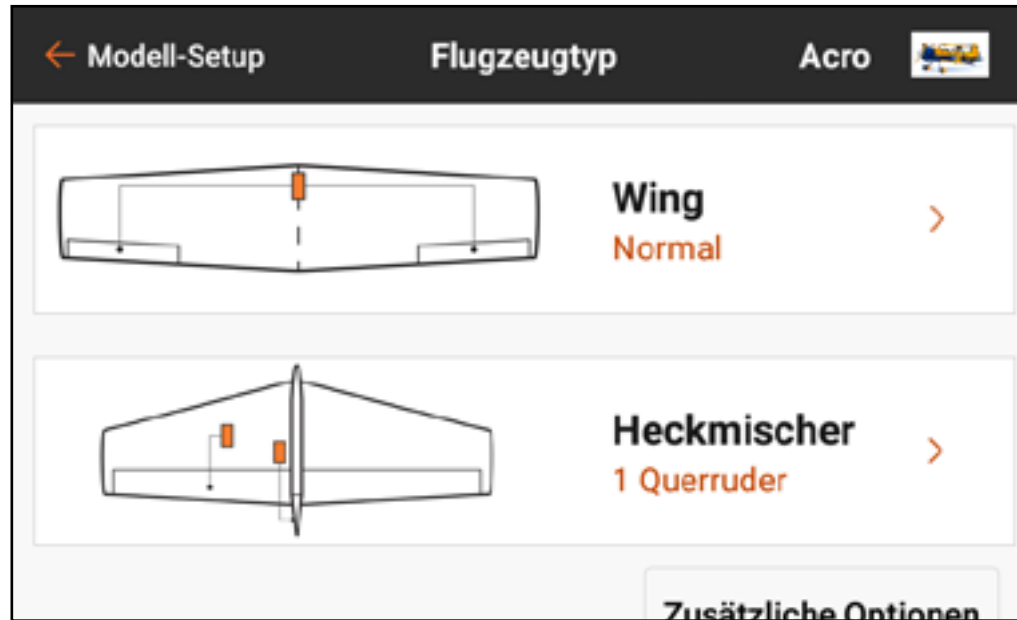 ← Modell-Setup Flugzeugtyp Acro
Wing
Normal
Heckmischer
1 Querruder
Zusätzliche Optionen